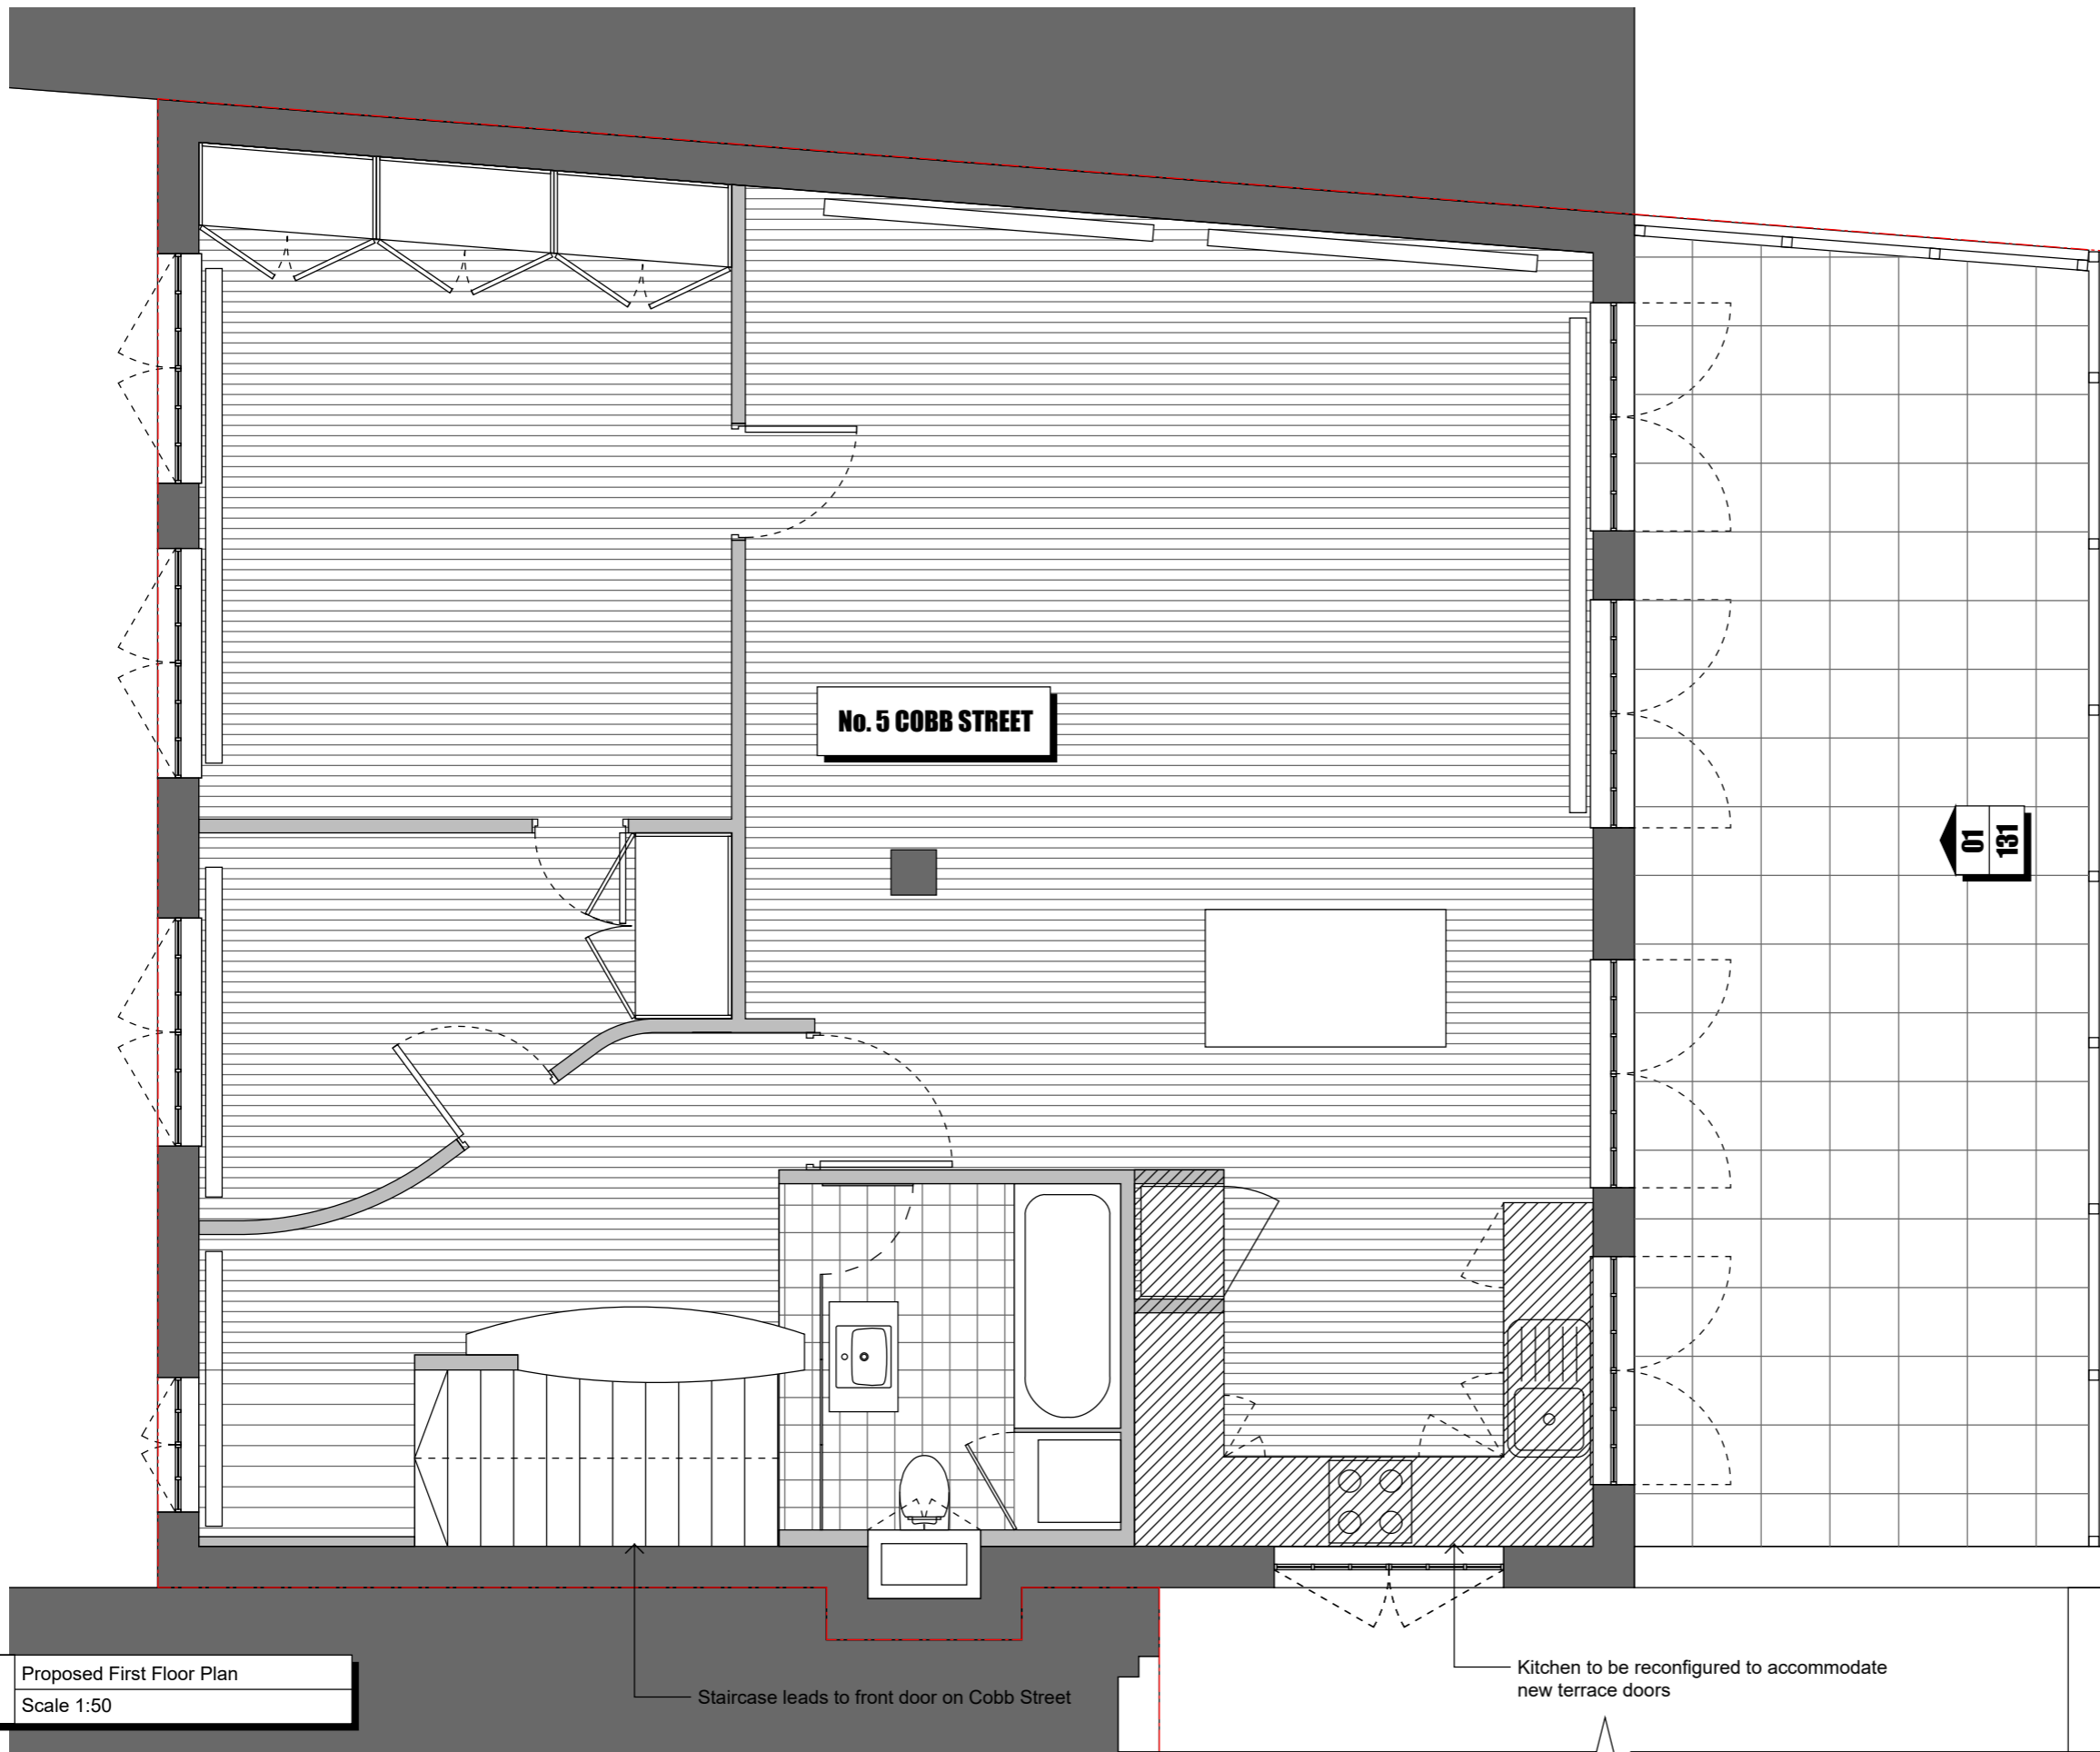 No. 5 COBB STREET
01
131
Proposed First Floor Plan
Scale 1:50
Staircase leads to front door on Cobb Street
Kitchen to be reconfigured to accommodate
new terrace doors